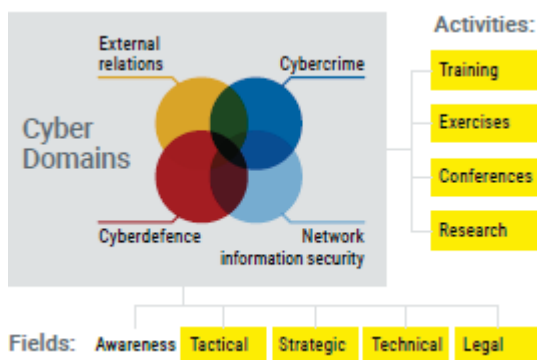 Activities:
External
relations
Cybercrime
Training
Cyber
Domains
Exercises
Conferences
Cyberdefence
Network
information security
Research
Fields: Awareness Tactical Strategic Technical Legal